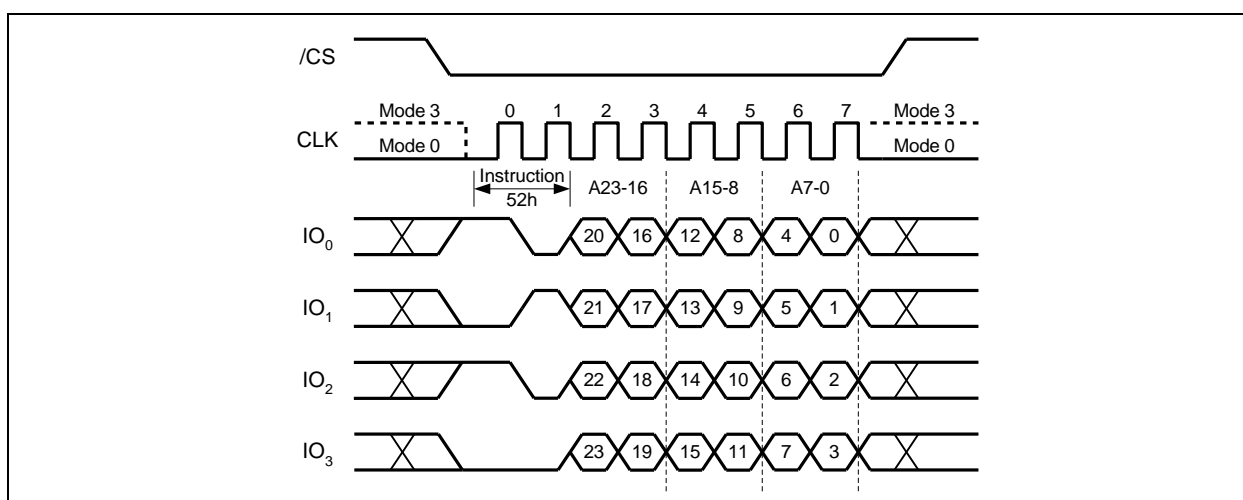 /CS
Mode 3 0 1 2 3 4 5 6 7 Mode 3
CLK
Mode 0 Mode 0
Instruction
52h
A23-16 A15-8 A7-0
IO0 20 16 12 8 4 0
IO1 21 17 13 9 5 1
IO2 22 18 14 10 6 2
IO3 23 19 15 11 7 3